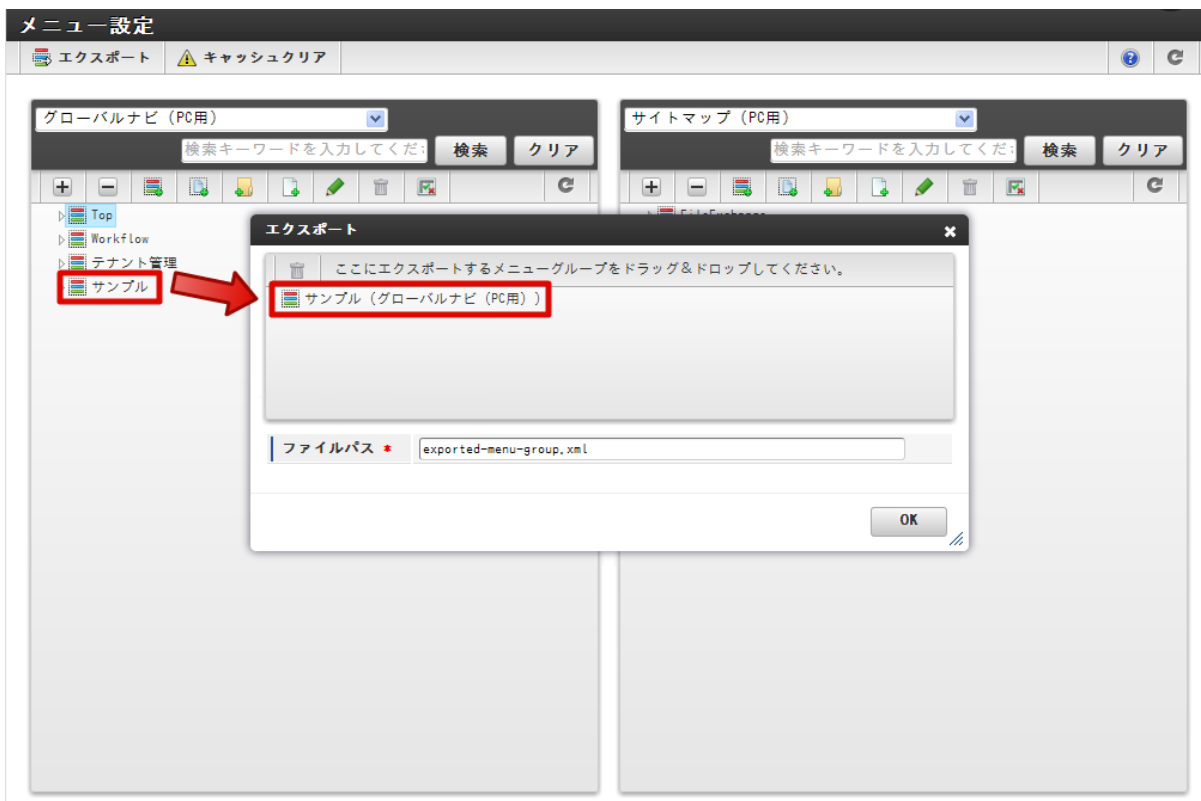 メニュー設定
エクスポート キャッシュクリア
グローバルナビ (PC用)
検索キーワードを入力してくだ 検索 クリア
Top
Workflow
テナント管理
サンプル
サイトマップ (PC用)
検索キーワードを入力してくだ 検索 クリア
エクスポート
ここにエクスポートするメニューグループをドラッグ&ドロップしてください。
サンプル (グローバルナビ (PC用) )
ファイルパス * exported-menu-group.xml
OK